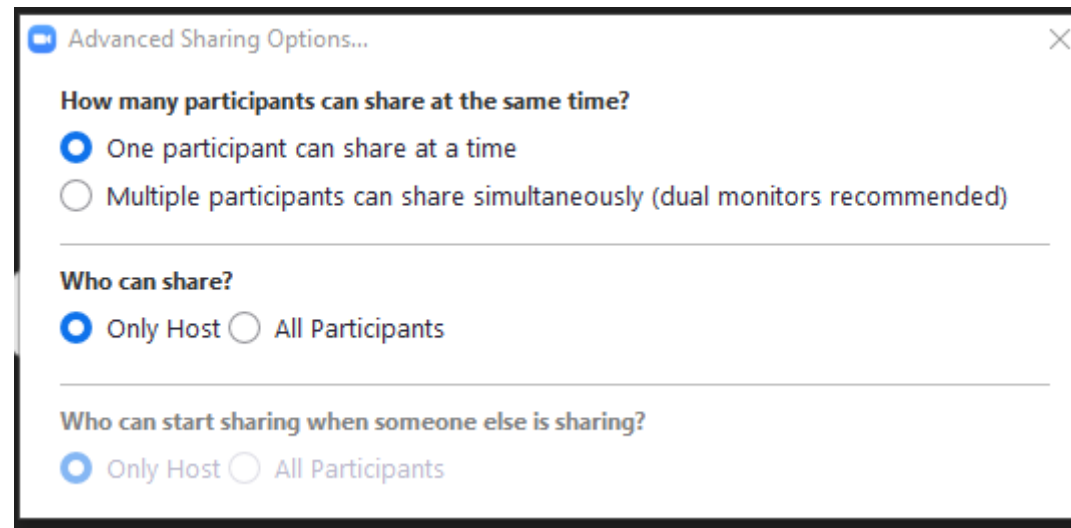 Advanced Sharing Options...
How many participants can share at the same time?
One participant can share at a time
Multiple participants can share simultaneously (dual monitors recommended)
Who can share?
Only Host All Participants
Who can start sharing when someone else is sharing?
Only Host All Participants